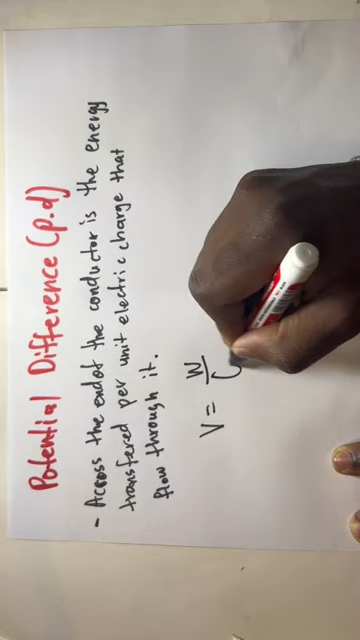 Potential Difference (p.d)
- Across the end of the conductor is the energy
transfered per unit electric charge that
flow through it.
V = W